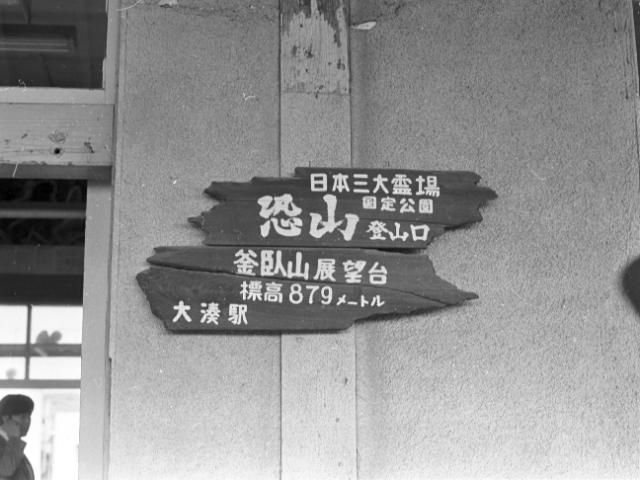 日本三大霊場
恐山 国定公園
登山口
釜臥山展望台
標高879メートル
大湊駅